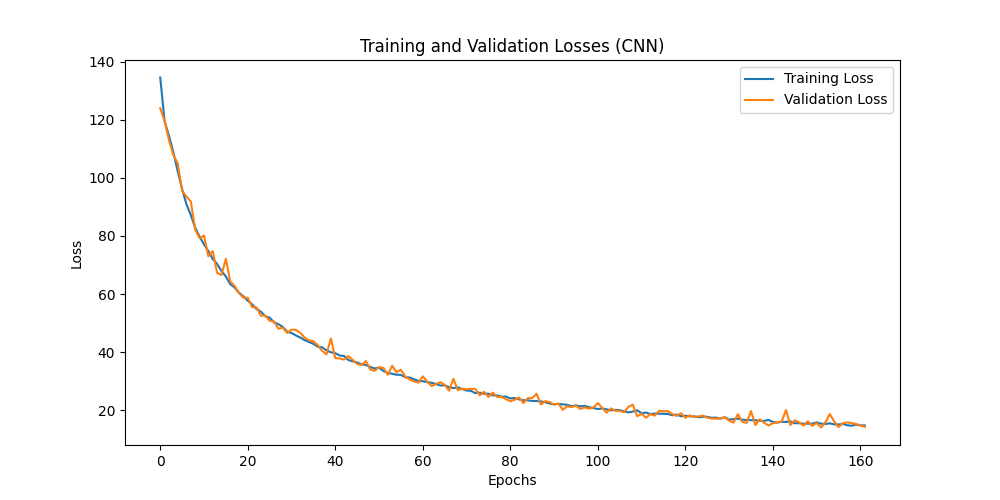 Training and Validation Losses (CNN)
Training Loss
Validation Loss
Loss
140
120
100
80
60
40
20
0 20 40 60 80 100 120 140 160
Epochs